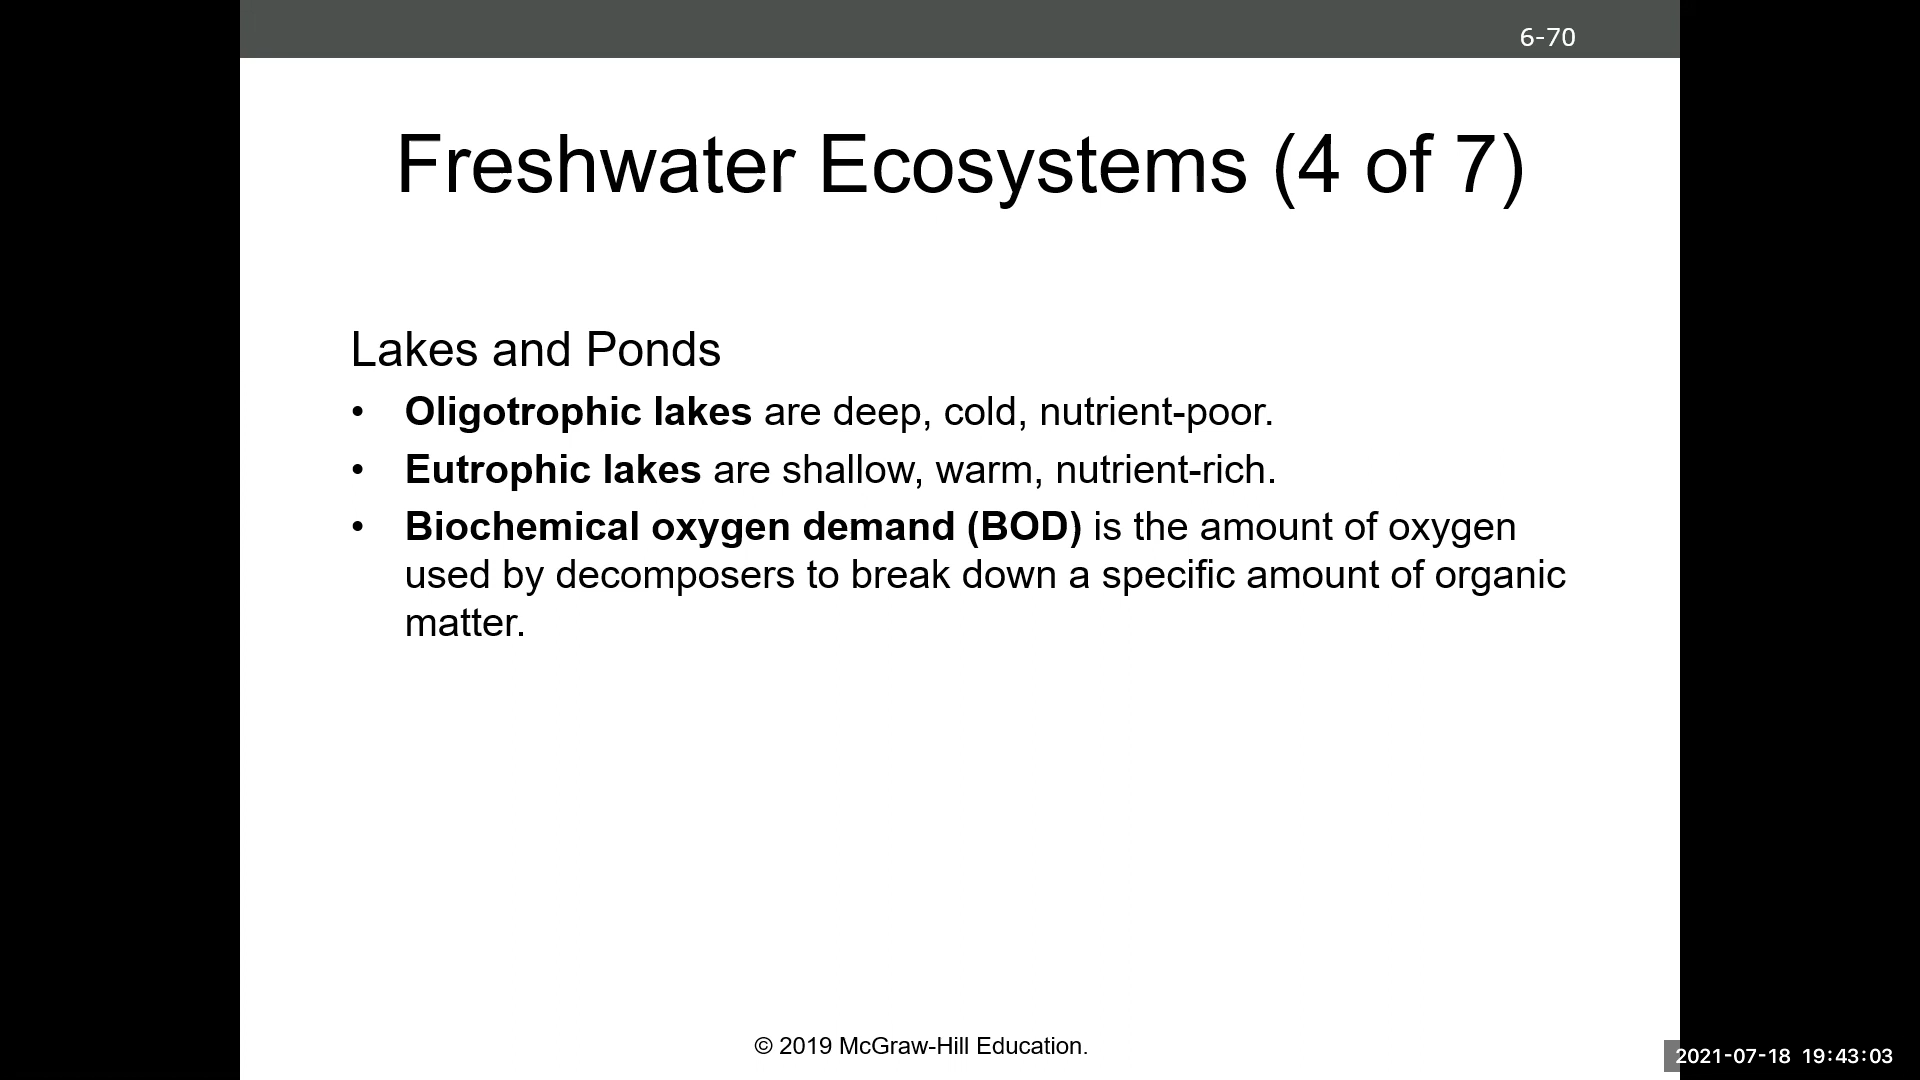 6-70
Freshwater Ecosystems (4 of 7)
Lakes and Ponds
• Oligotrophic lakes are deep, cold, nutrient-poor.
• Eutrophic lakes are shallow, warm, nutrient-rich.
• Biochemical oxygen demand (BOD) is the amount of oxygen
used by decomposers to break down a specific amount of organic
matter.
© 2019 McGraw-Hill Education.
2021-07-18 19:43:03